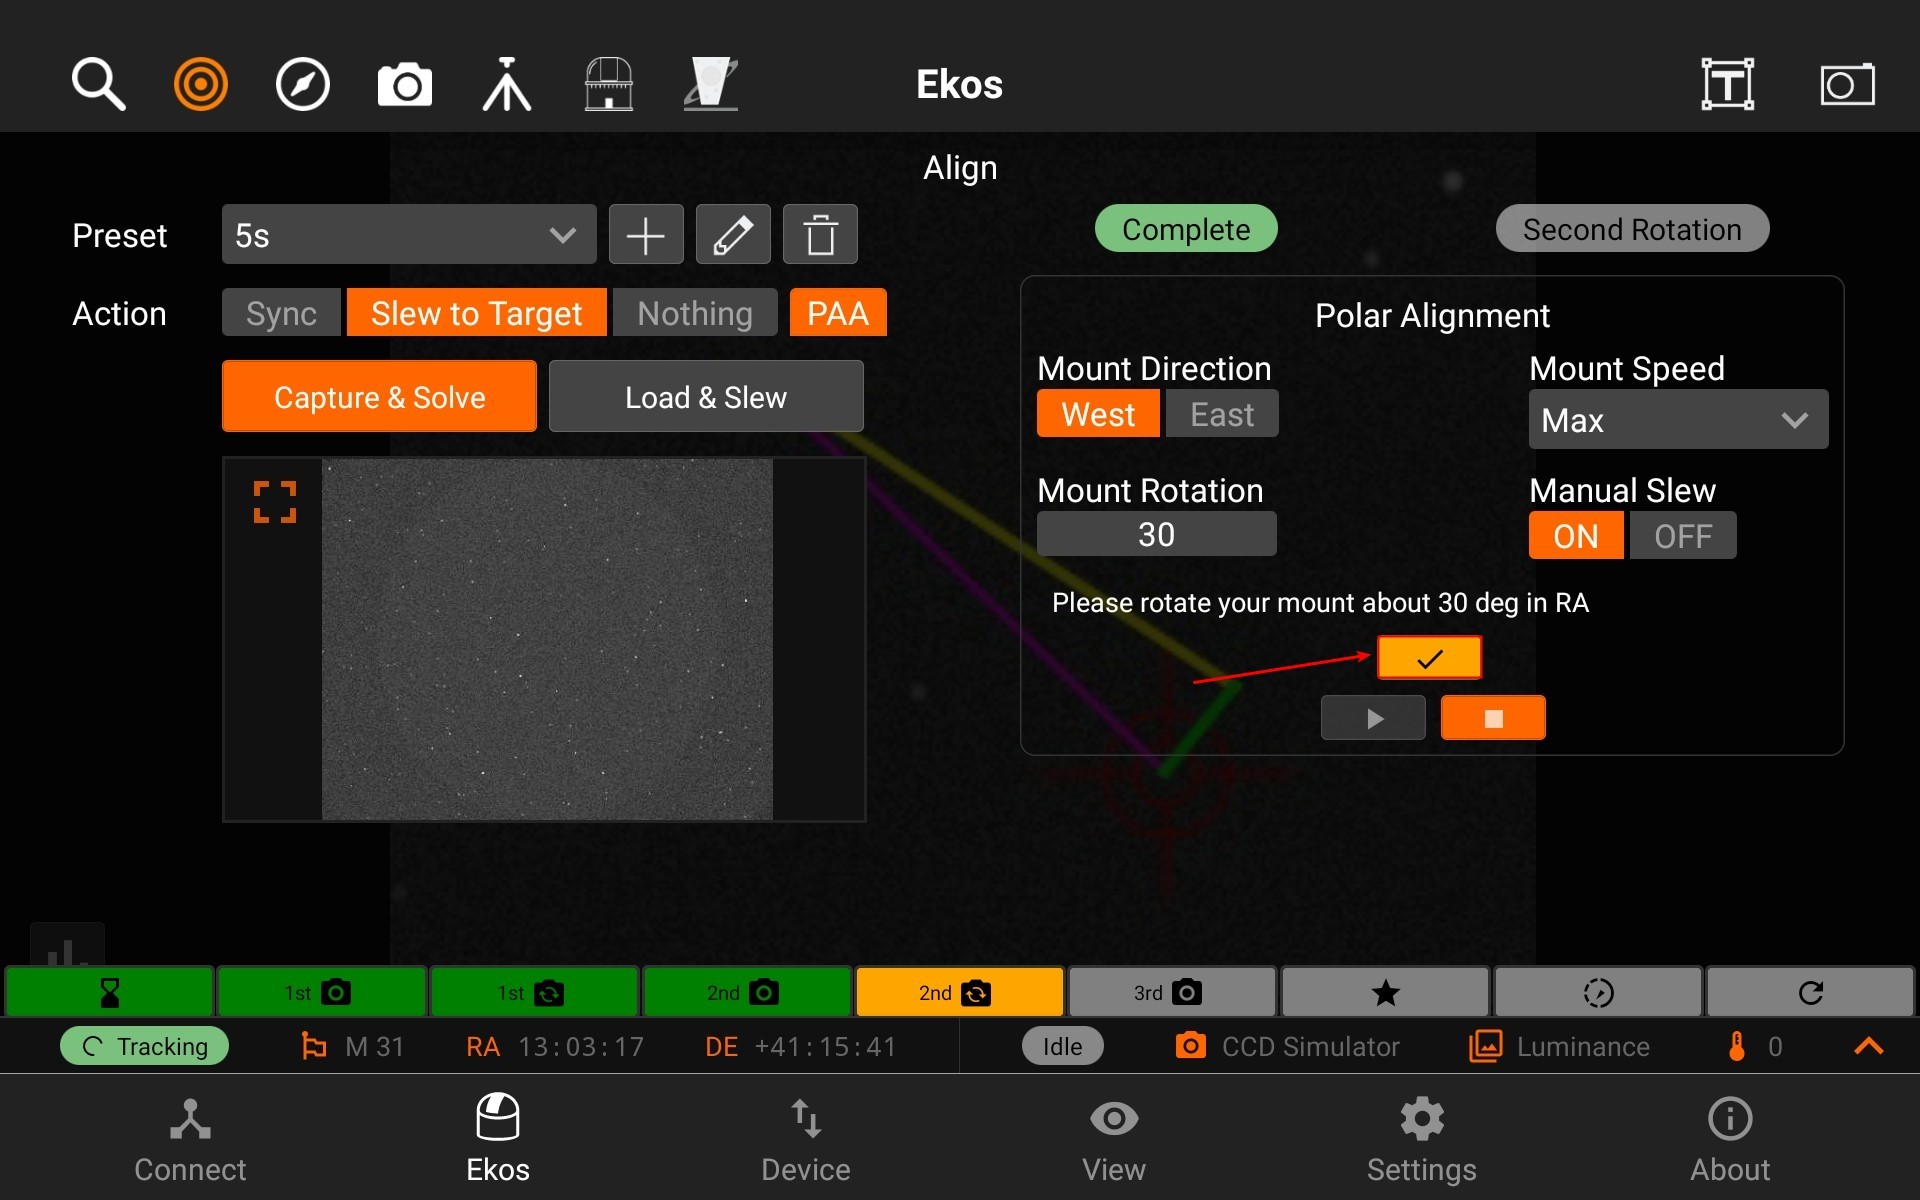 Ekos
Align
Preset
5s
Complete
Second Rotation
Action
Sync
Slew to Target
Nothing
PAA
Capture & Solve
Load & Slew
Polar Alignment
Mount Direction
Mount Speed
West
East
Max
Mount Rotation
Manual Slew
30
ON
OFF
Please rotate your mount about 30 deg in RA
1st
1st
2nd
2nd
3rd
Tracking
M 31
RA 13:03:17
DE +41:15:41
Idle
CCD Simulator
Luminance
0
Connect
Ekos
Device
View
Settings
About